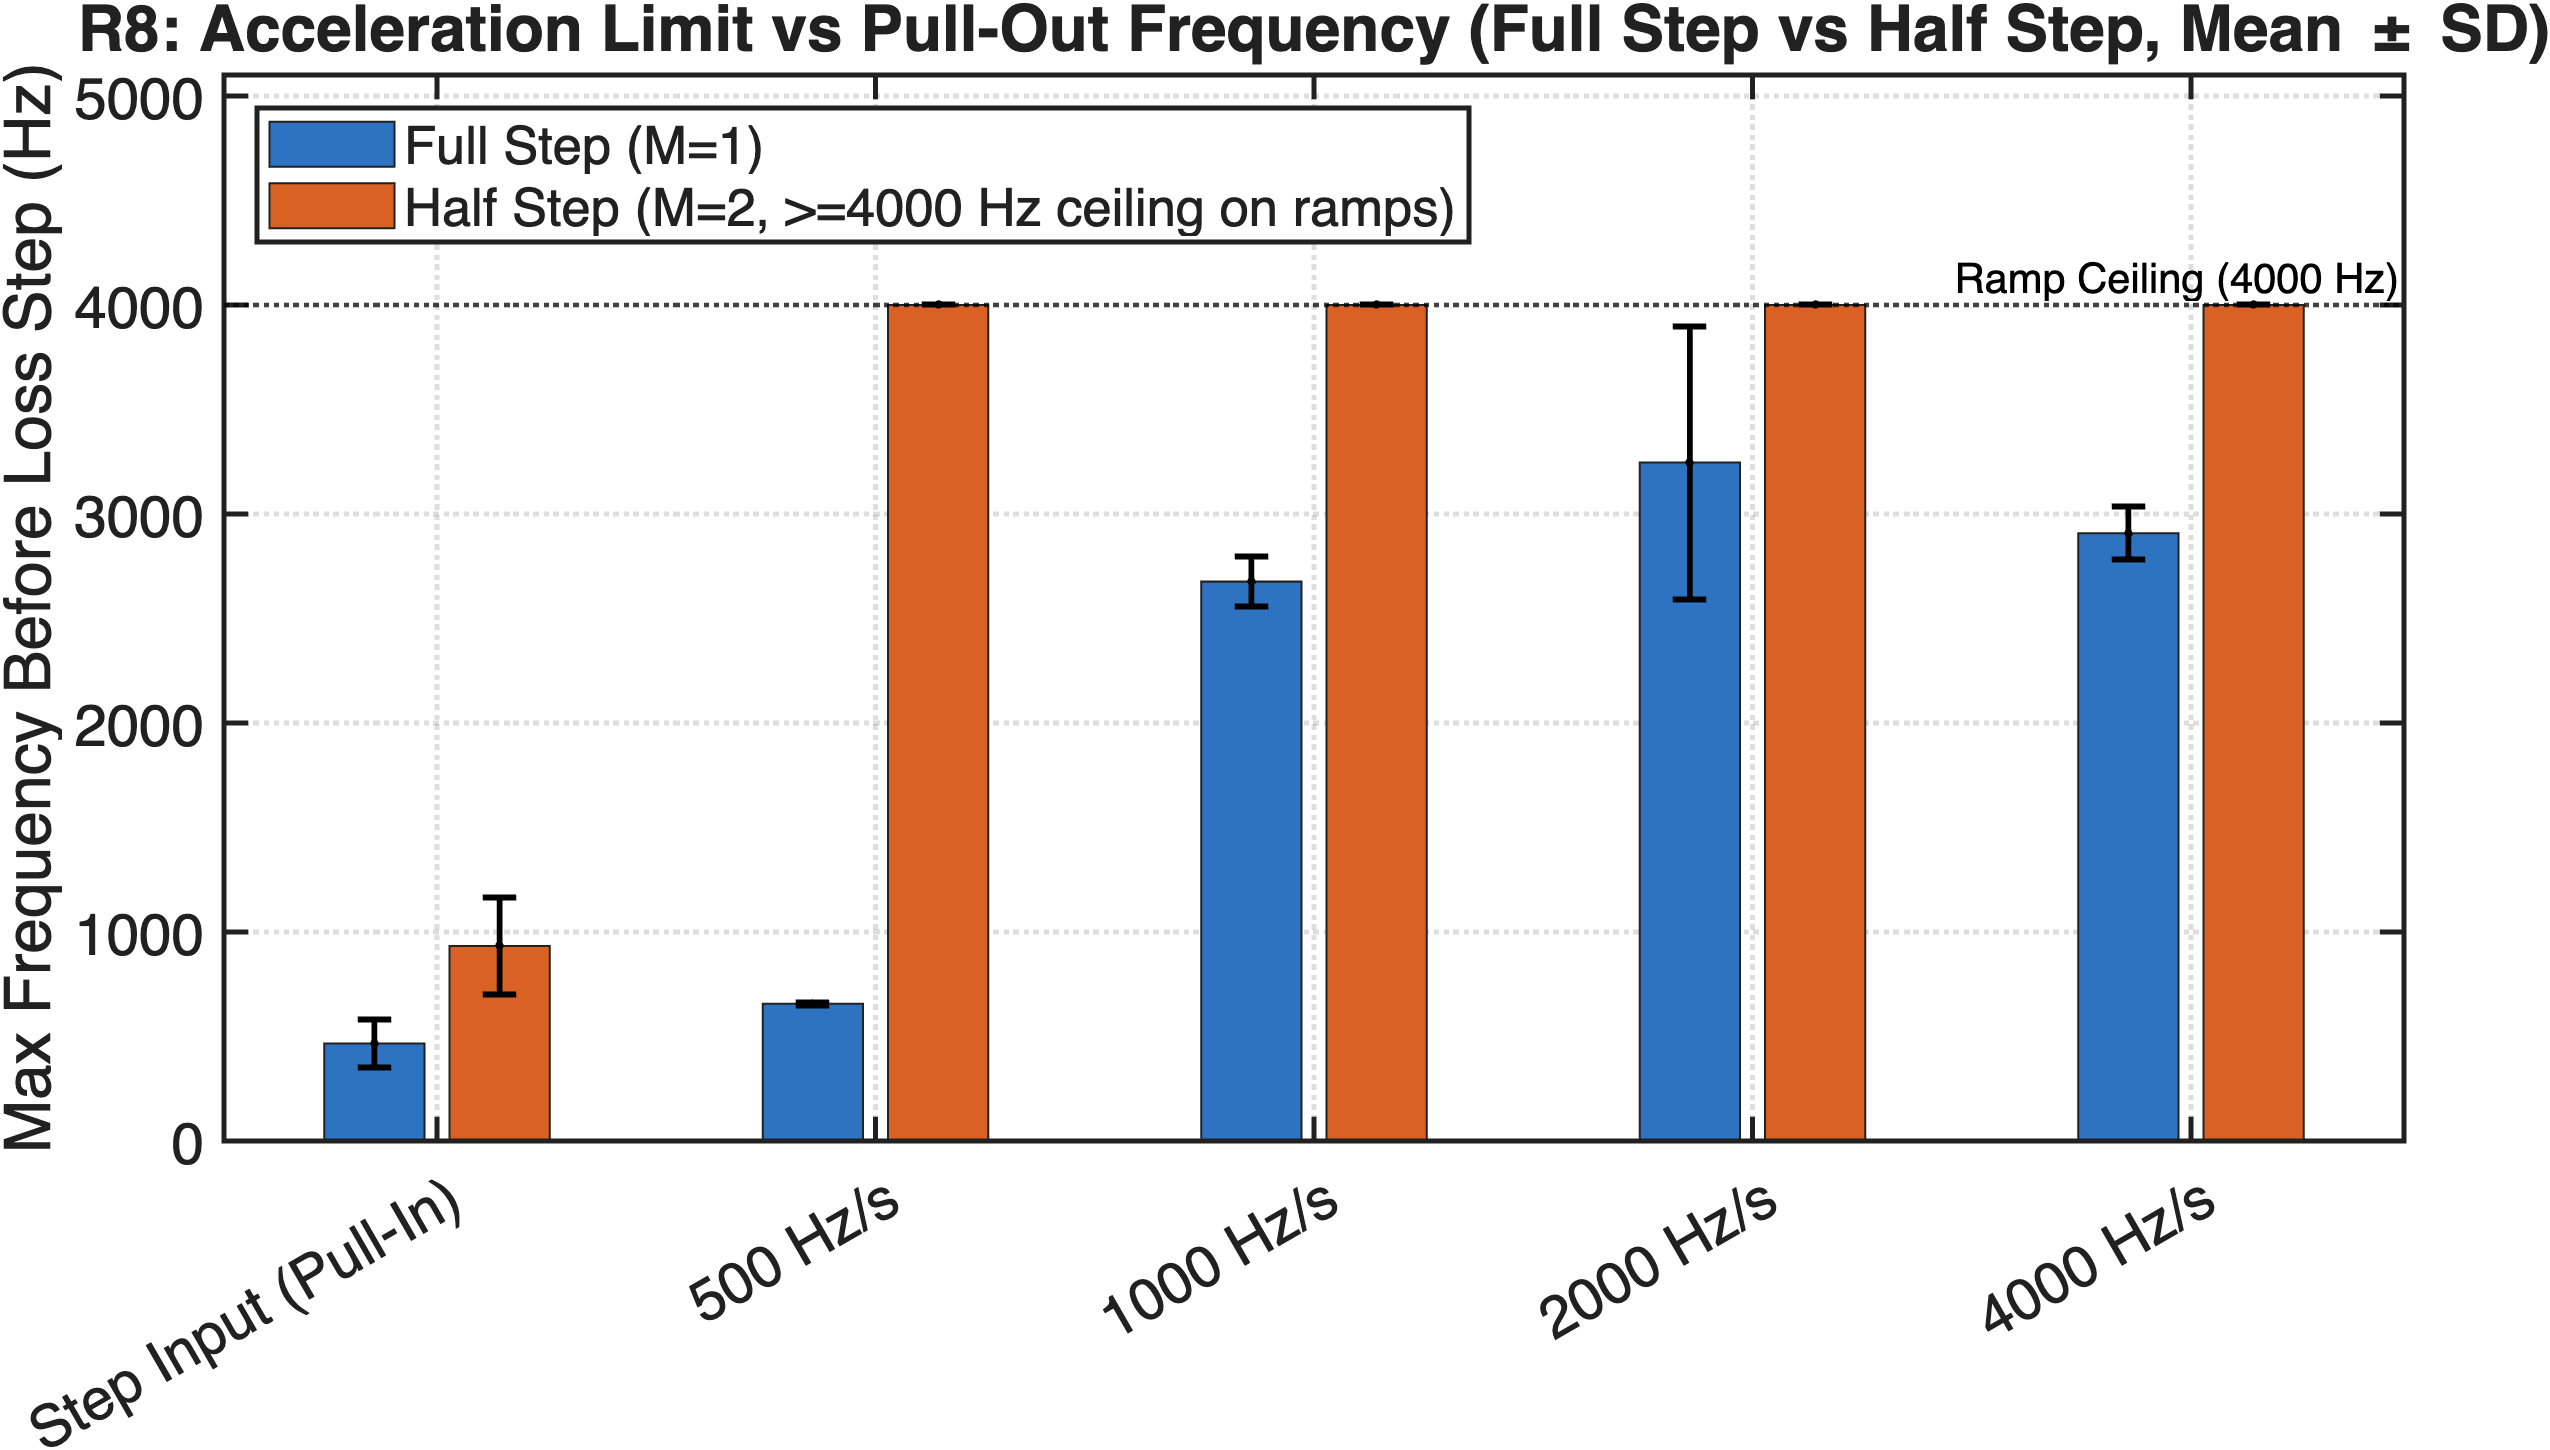 R8: Acceleration Limit vs Pull-Out Frequency (Full Step vs Half Step, Mean ± SD)
Max Frequency Before Loss Step (Hz)
5000
4000
3000
2000
1000
0
Full Step (M=1)
Half Step (M=2, >=4000 Hz ceiling on ramps)
Ramp Ceiling (4000 Hz)
Step Input (Pull-In)
500 Hz/s
1000 Hz/s
2000 Hz/s
4000 Hz/s